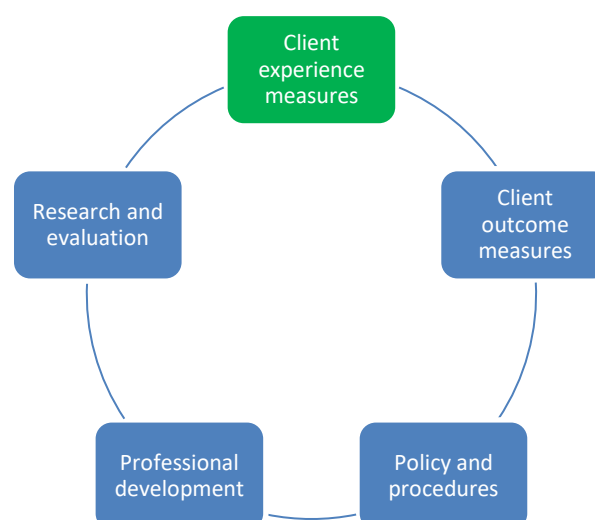 Client
experience
measures
Client
outcome
measures
Policy and
procedures
Professional
development
Research and
evaluation